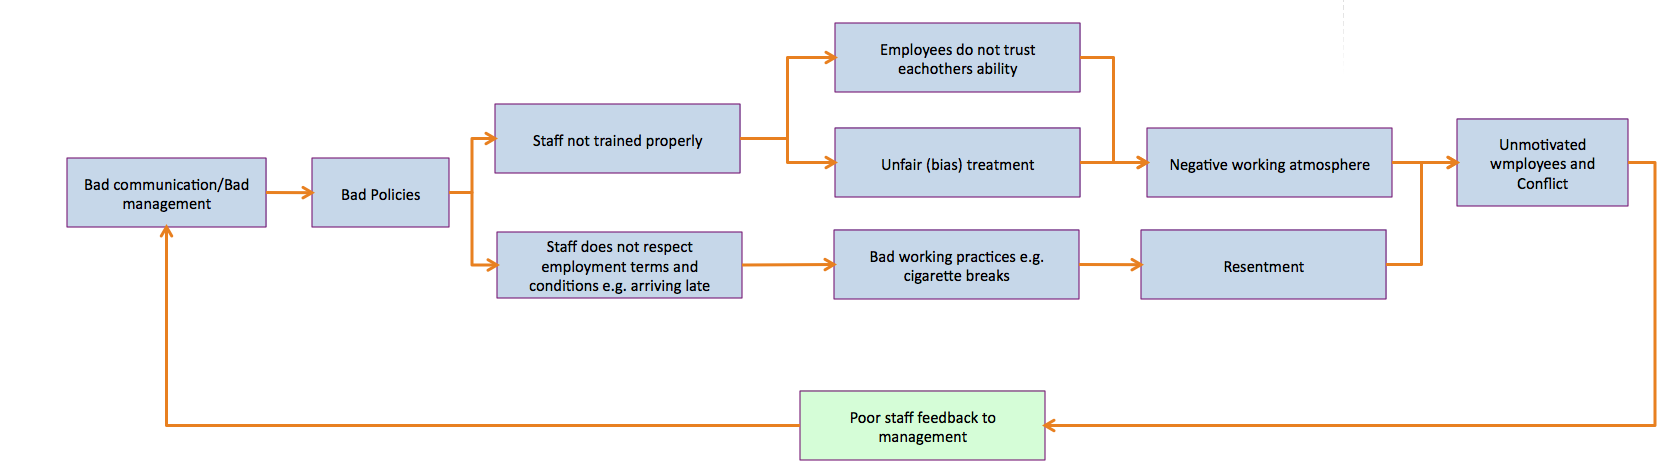 Bad communication/Bad
management
Bad Policies
Staff not trained properly
Staff does not respect
employment terms and
conditions e.g. arriving late
Employees do not trust
eachothers ability
Unfair (bias) treatment
Bad working practices e.g.
cigarette breaks
Negative working atmosphere
Resentment
Unmotivated
wmployees and
Conflict
Poor staff feedback to
management